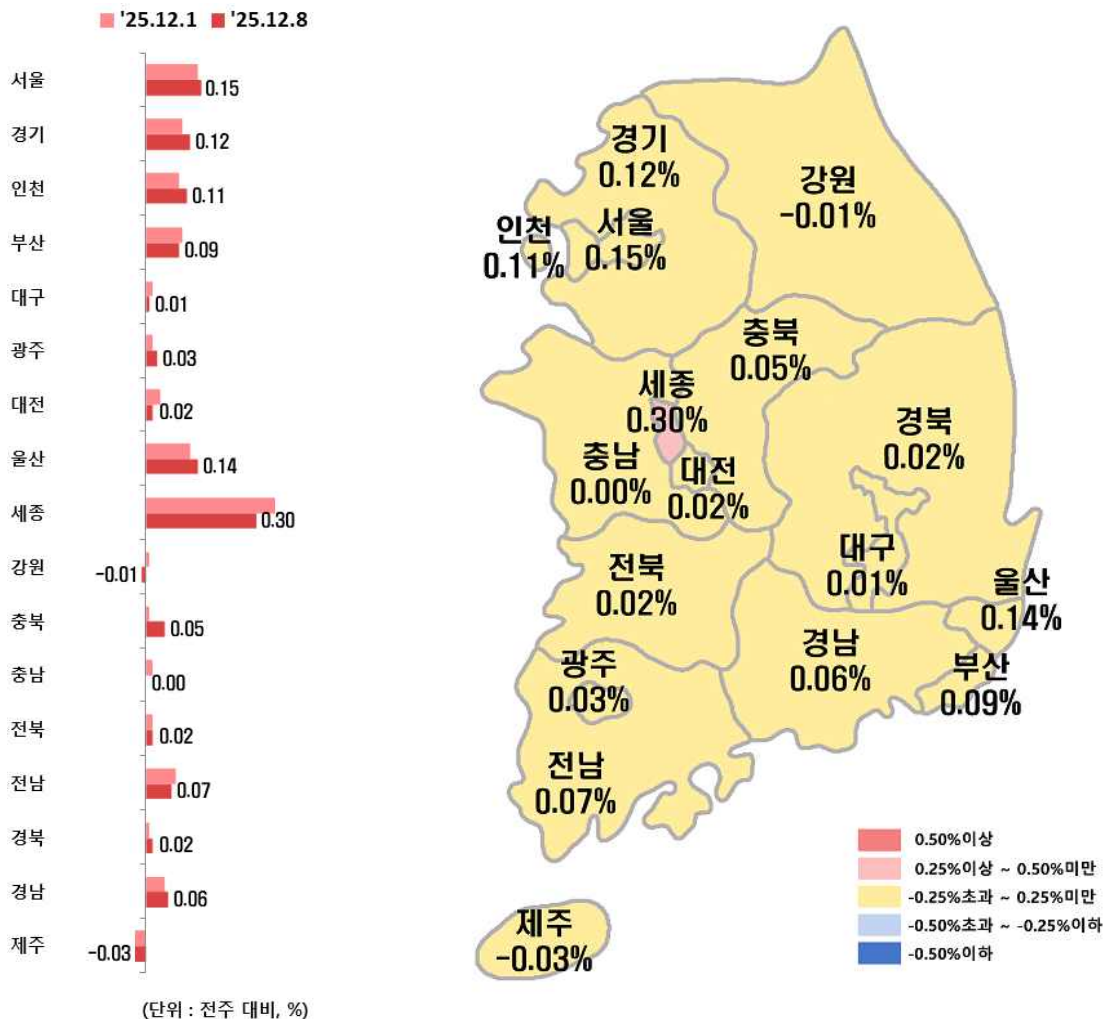 '25.12.1 '25.12.8
서울 0.15
경기 0.12
인천 0.11
부산 0.09
대구 0.01
광주 0.03
대전 0.02
울산 0.14
세종 0.30
강원 -0.01
충북 0.05
충남 0.00
전북 0.02
전남 0.07
경북 0.02
경남 0.06
제주 -0.03
(단위 : 전주 대비, %)
경기
0.12%
강원
-0.01%
인천
0.11%
서울
0.15%
충북
0.05%
세종
0.30%
경북
0.02%
충남
0.00%
대전
0.02%
대구
0.01%
전북
0.02%
울산
0.14%
경남
0.06%
부산
0.09%
광주
0.03%
전남
0.07%
제주
-0.03%
0.50%이상
0.25%이상 ~ 0.50%미만
-0.25%초과 ~ 0.25%미만
-0.50%초과 ~ -0.25%이하
-0.50%이하